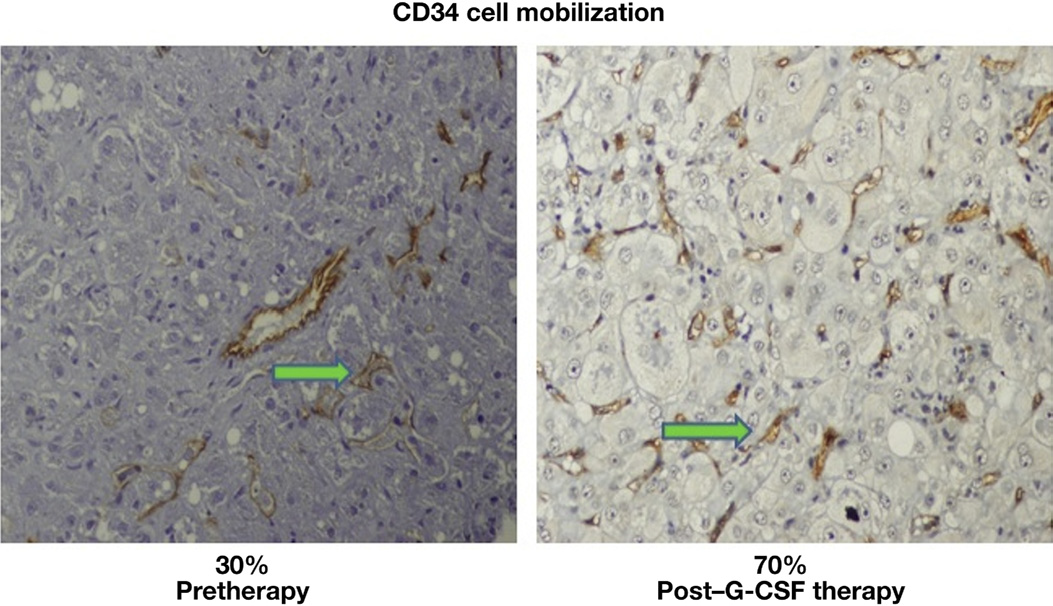 CD34 cell mobilization
30%
Pretherapy
70%
Post–G-CSF therapy